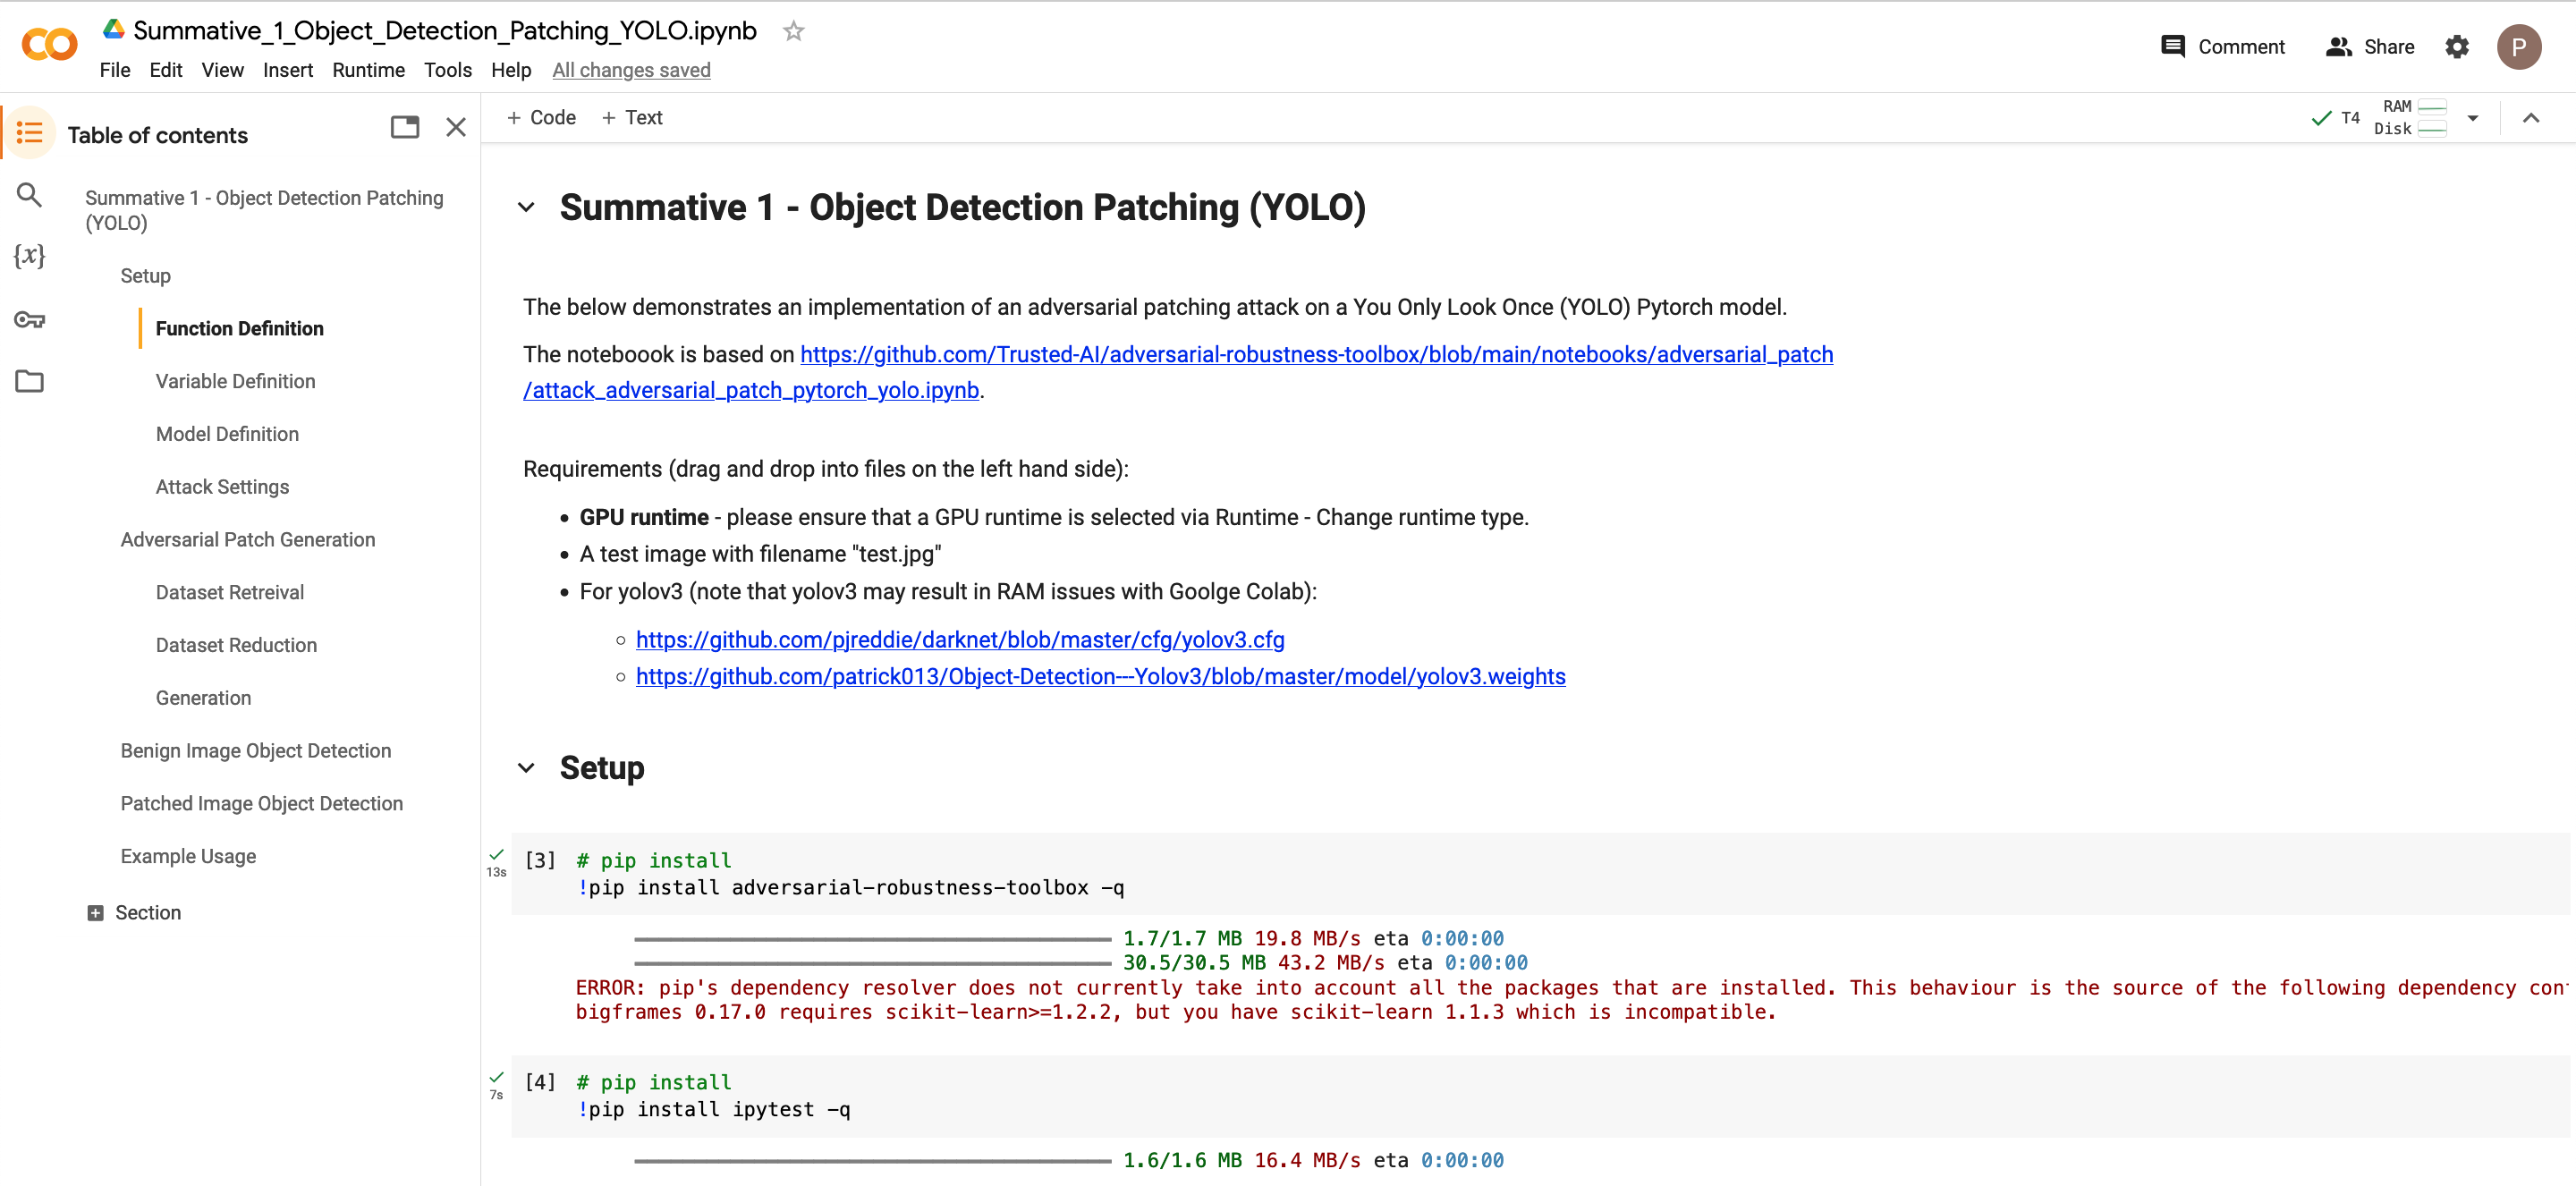 Summative_1_Object_Detection_Patching_YOLO.ipynb
File Edit View Insert Runtime Tools Help All changes saved
Comment Share P
Table of contents
Summative 1 - Object Detection Patching
(YOLO)
Setup
Function Definition
Variable Definition
Model Definition
Attack Settings
Adversarial Patch Generation
Dataset Retreival
Dataset Reduction
Generation
Benign Image Object Detection
Patched Image Object Detection
Example Usage
Section
{x}
+ Code + Text
T4 RAM
Disk
Summative 1 - Object Detection Patching (YOLO)
The below demonstrates an implementation of an adversarial patching attack on a You Only Look Once (YOLO) Pytorch model.
The noteboook is based on https://github.com/Trusted-AI/adversarial-robustness-toolbox/blob/main/notebooks/adversarial_patch
/attack_adversarial_patch_pytorch_yolo.ipynb.
Requirements (drag and drop into files on the left hand side):
• GPU runtime - please ensure that a GPU runtime is selected via Runtime - Change runtime type.
• A test image with filename "test.jpg"
• For yolov3 (note that yolov3 may result in RAM issues with Goolge Colab):
◦ https://github.com/pjreddie/darknet/blob/master/cfg/yolov3.cfg
◦ https://github.com/patrick013/Object-Detection---Yolov3/blob/master/model/yolov3.weights
Setup
13s
[3] # pip install
!pip install adversarial-robustness-toolbox -q
1.7/1.7 MB 19.8 MB/s eta 0:00:00
30.5/30.5 MB 43.2 MB/s eta 0:00:00
ERROR: pip's dependency resolver does not currently take into account all the packages that are installed. This behaviour is the source of the following dependency con
bigframes 0.17.0 requires scikit-learn>=1.2.2, but you have scikit-learn 1.1.3 which is incompatible.
7s
[4] # pip install
!pip install ipytest -q
1.6/1.6 MB 16.4 MB/s eta 0:00:00